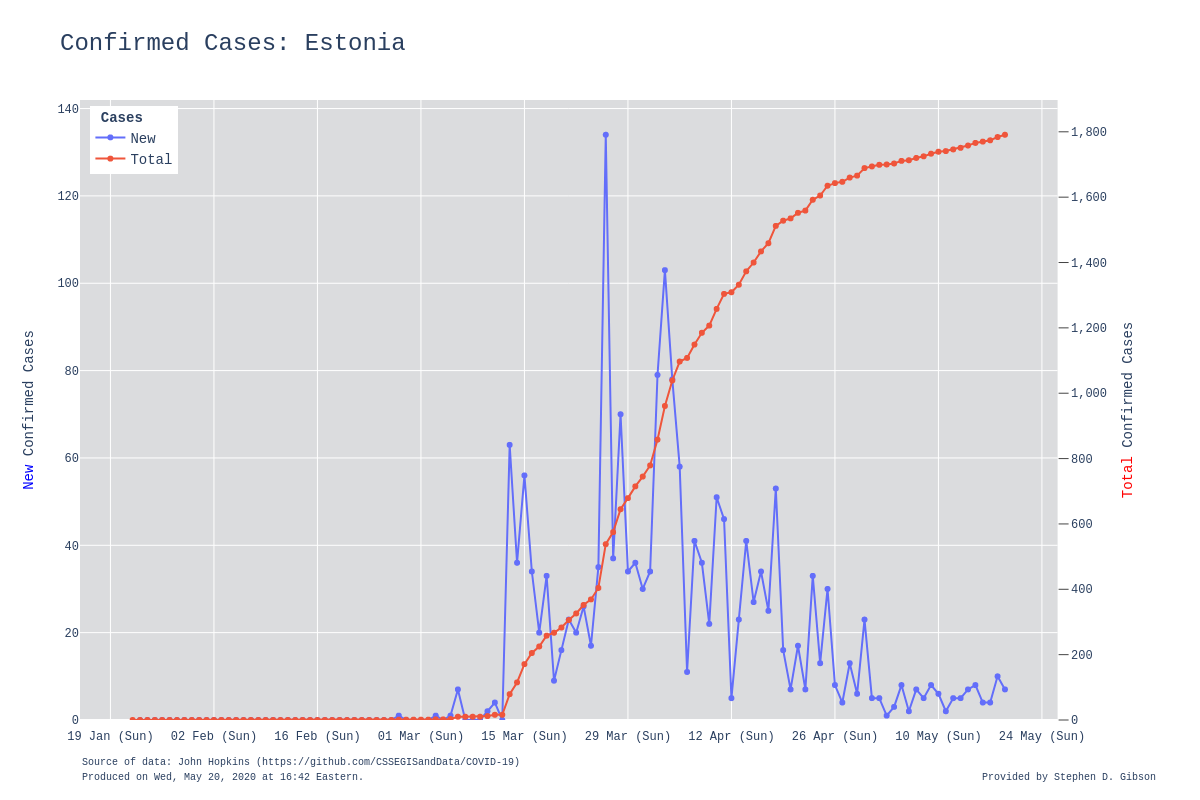 Confirmed Cases: Estonia
Cases
New
Total
140
120
100
80
60
40
20
0
1,800
1,600
1,400
1,200
1,000
800
600
400
200
0
New Confirmed Cases
Total Confirmed Cases
19 Jan (Sun) 02 Feb (Sun) 16 Feb (Sun) 01 Mar (Sun) 15 Mar (Sun) 29 Mar (Sun) 12 Apr (Sun) 26 Apr (Sun) 10 May (Sun) 24 May (Sun)
Source of data: John Hopkins (https://github.com/CSSEGISandData/COVID-19)
Produced on Wed, May 20, 2020 at 16:42 Eastern.
Provided by Stephen D. Gibson